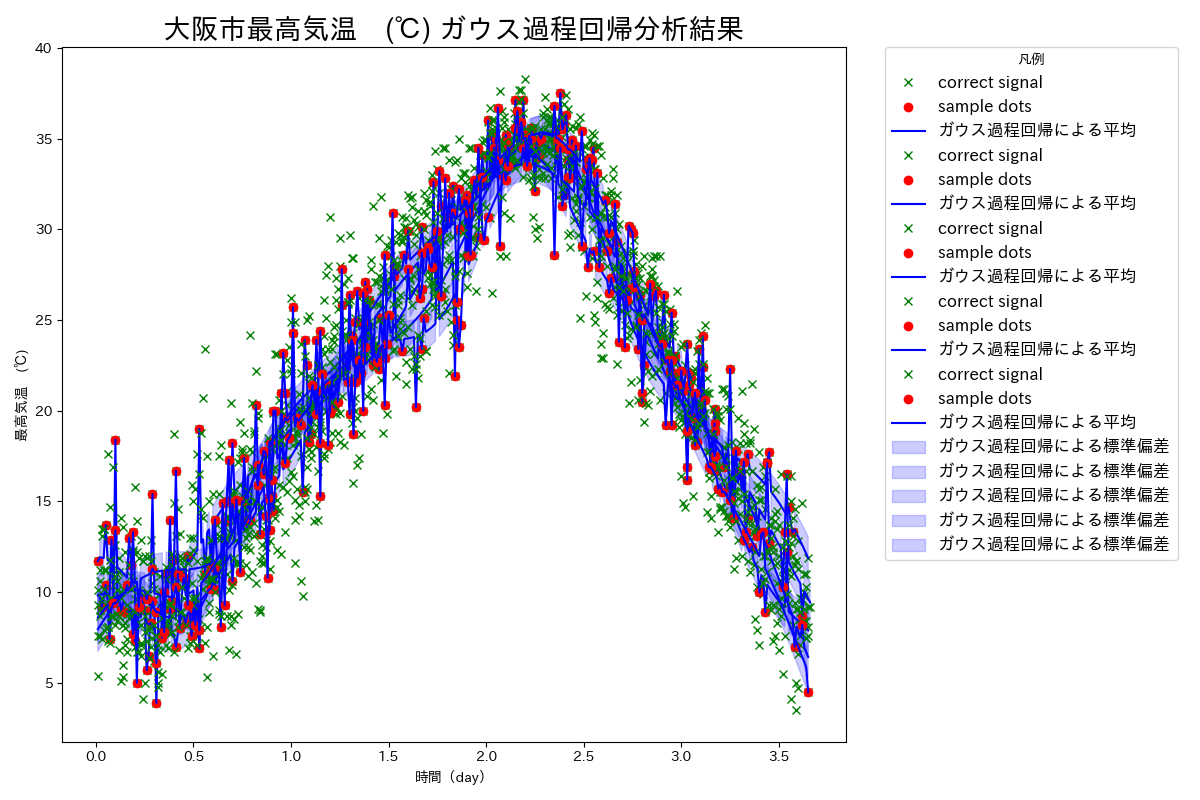 大阪市最高気温　(℃) ガウス過程回帰分析結果
40
35
30
25
20
15
10
5
最高気温　(℃)
0.0
0.5
1.0
1.5
2.0
2.5
3.0
3.5
時間（day）
凡例
correct signal
sample dots
ガウス過程回帰による平均
correct signal
sample dots
ガウス過程回帰による平均
correct signal
sample dots
ガウス過程回帰による平均
correct signal
sample dots
ガウス過程回帰による平均
correct signal
sample dots
ガウス過程回帰による平均
ガウス過程回帰による標準偏差
ガウス過程回帰による標準偏差
ガウス過程回帰による標準偏差
ガウス過程回帰による標準偏差
ガウス過程回帰による標準偏差